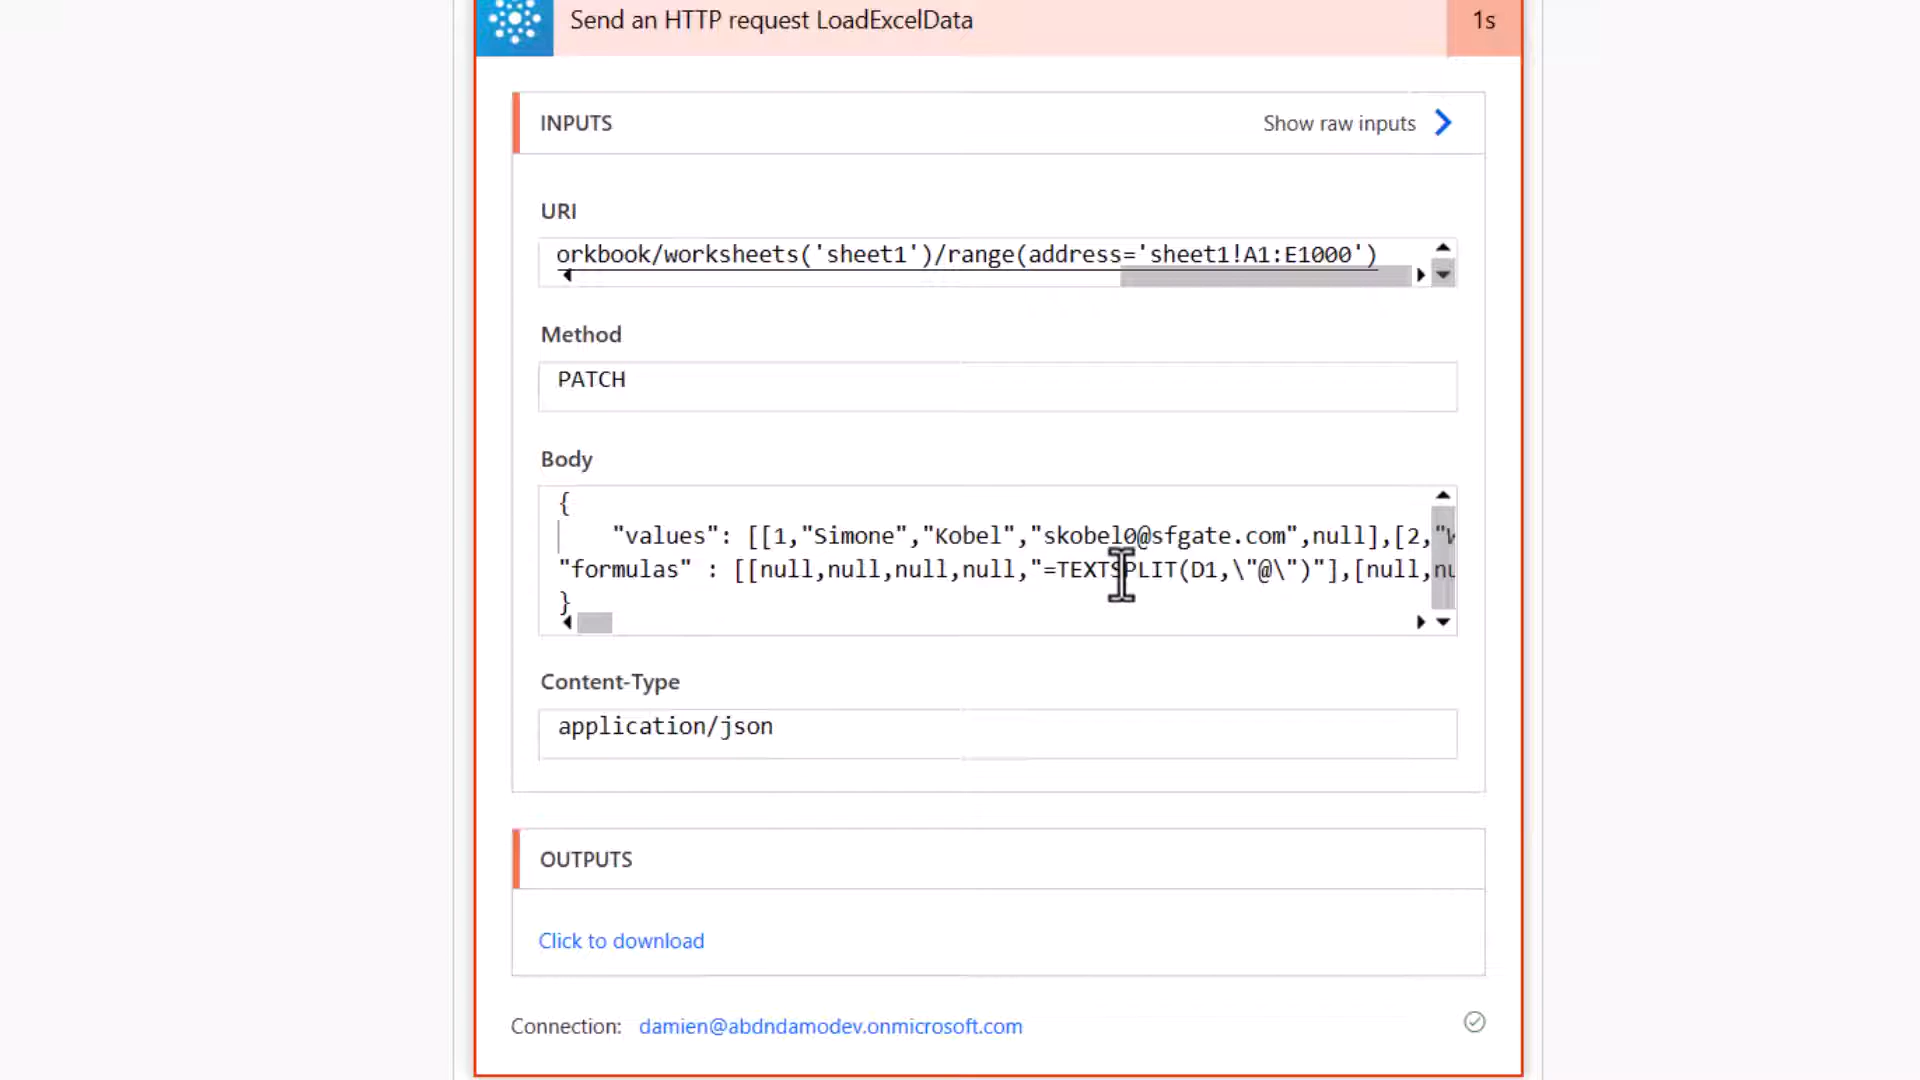 Send an HTTP request LoadExcelData
1s
INPUTS
Show raw inputs
URI
orkbook/worksheets('sheet1')/range(address='sheet1!A1:E1000')
Method
PATCH
Body
{
"values": [[1,"Simone","Kobel","skobel0@sfgate.com",null],[2,"
"formulas" : [[null,null,null,null,"=TEXTSPLIT(D1,\"@\")"],[null,nu
}
Content-Type
application/json
OUTPUTS
Click to download
Connection: damien@abdndamodev.onmicrosoft.com